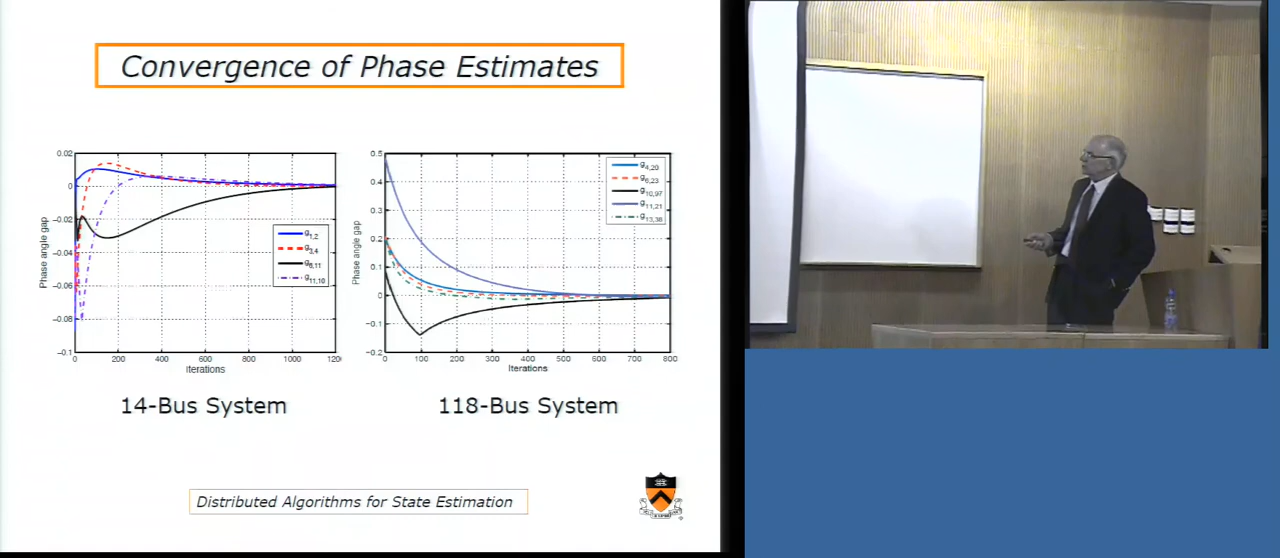 Convergence of Phase Estimates
0.02
0
−0.02
−0.04
−0.06
−0.08
−0.1
Phase angle gap
g1,2
g3,4
g6,11
g11,10
0
200
400
600
800
1000
120
Iterations
0.5
0.4
0.3
0.2
0.1
0
−0.1
−0.2
Phase angle gap
g4,20
g6,23
g10,97
g11,21
g13,38
0
100
200
300
400
500
600
700
800
Iterations
14-Bus System
118-Bus System
Distributed Algorithms for State Estimation